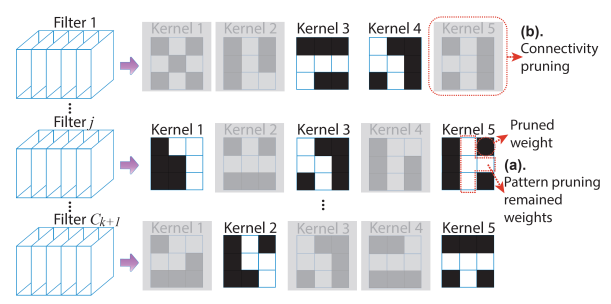 Filter 1
Kernel 1
Kernel 2
Kernel 3
Kernel 4
Kernel 5
(b).
Connectivity
pruning
Filter j
Kernel 1
Kernel 2
Kernel 3
Kernel 4
Kernel 5
Pruned
weight
(a).
Pattern pruning
remained
weights
Filter Ck+1
Kernel 1
Kernel 2
Kernel 3
Kernel 4
Kernel 5